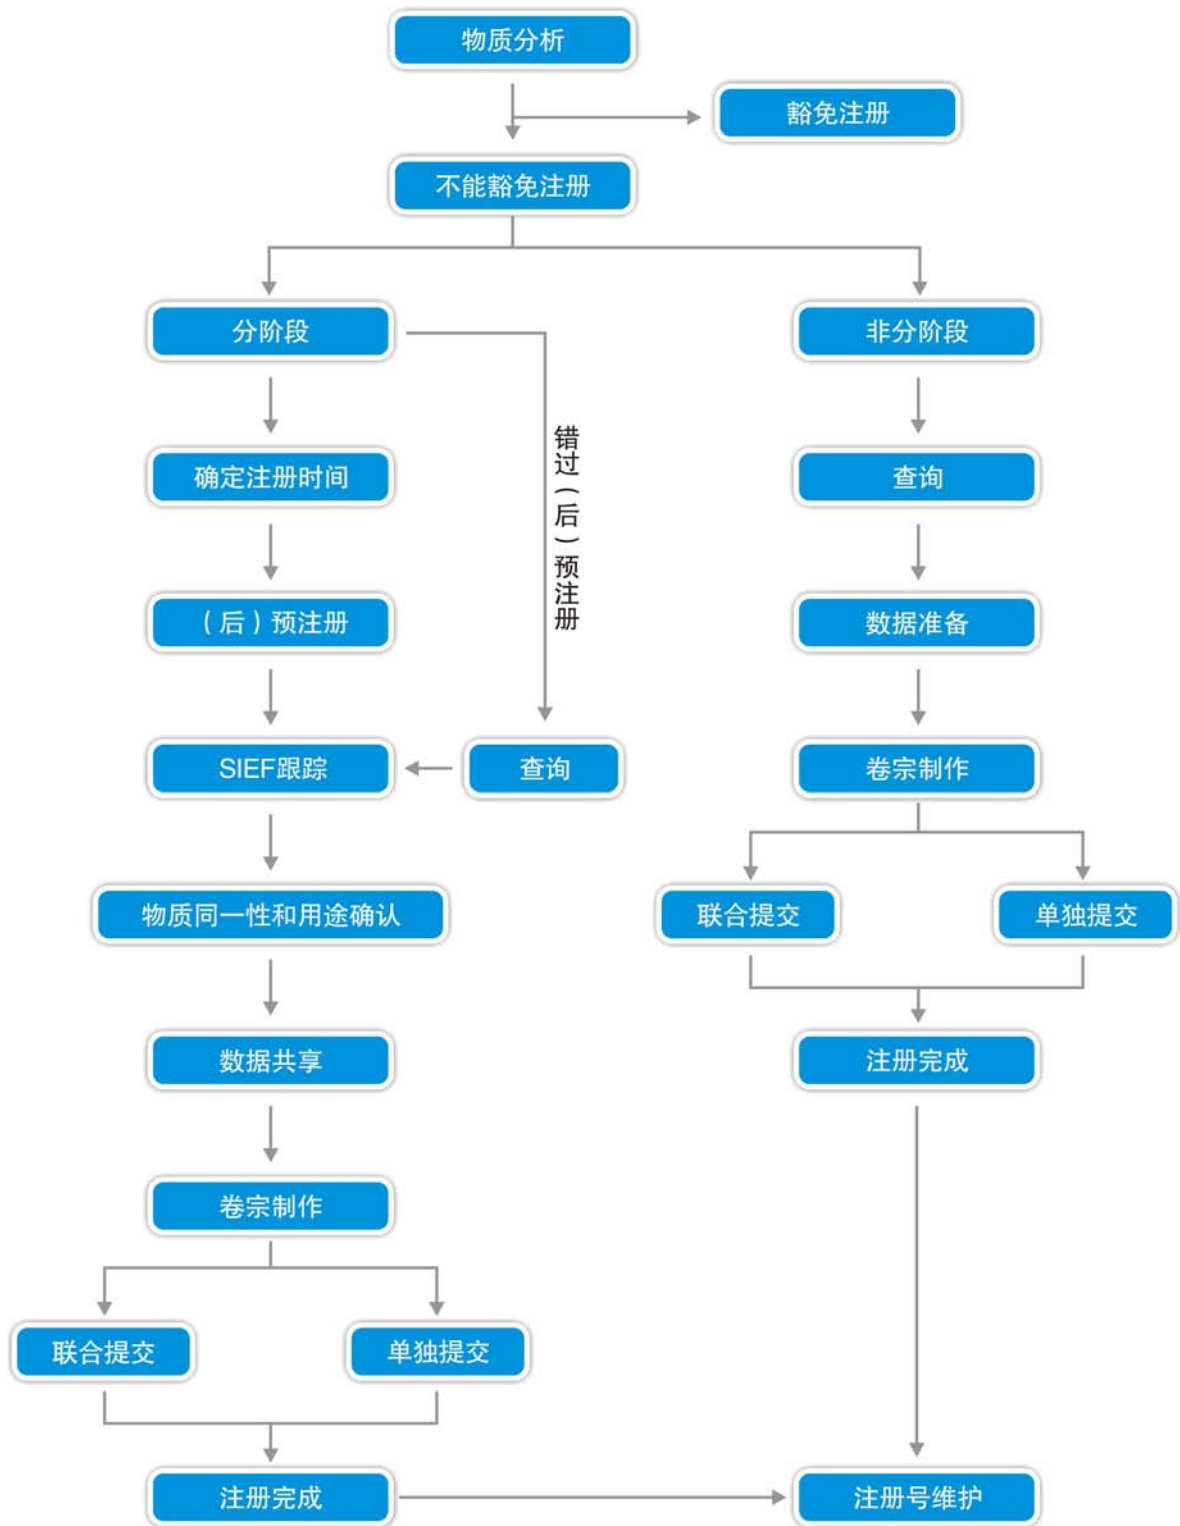 物质分析
豁免注册
不能豁免注册
分阶段
非分阶段
错过(后)预注册
确定注册时间
查询
(后)预注册
数据准备
SIEF跟踪
查询
卷宗制作
物质同一性和用途确认
联合提交
单独提交
数据共享
注册完成
卷宗制作
联合提交
单独提交
注册完成
注册号维护